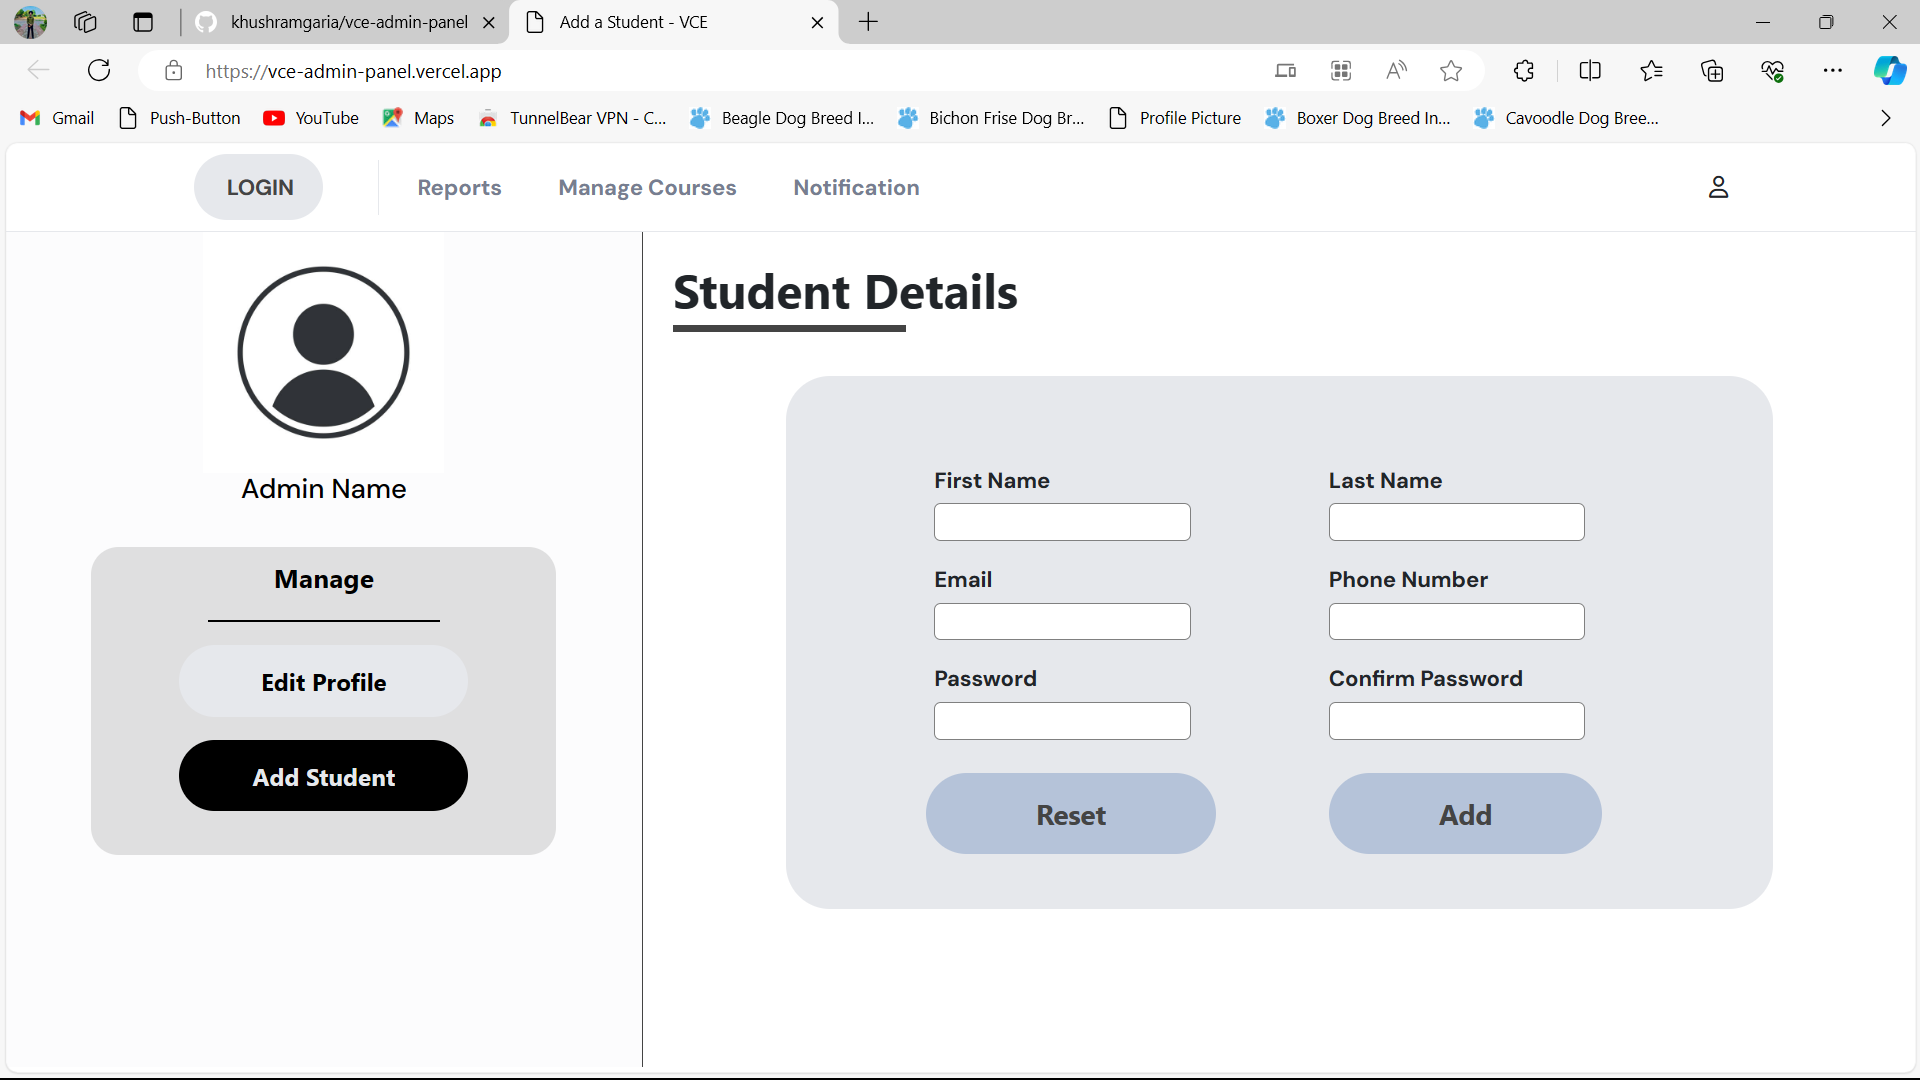 khushramgaria/vce-admin-panel
Add a Student - VCE
https://vce-admin-panel.vercel.app
Gmail
Push-Button
YouTube
Maps
TunnelBear VPN - C...
Beagle Dog Breed I...
Bichon Frise Dog Br...
Profile Picture
Boxer Dog Breed In...
Cavoodle Dog Bree...
LOGIN
Reports
Manage Courses
Notification
Admin Name
Manage
Edit Profile
Add Student
Student Details
First Name
Last Name
Email
Phone Number
Password
Confirm Password
Reset
Add